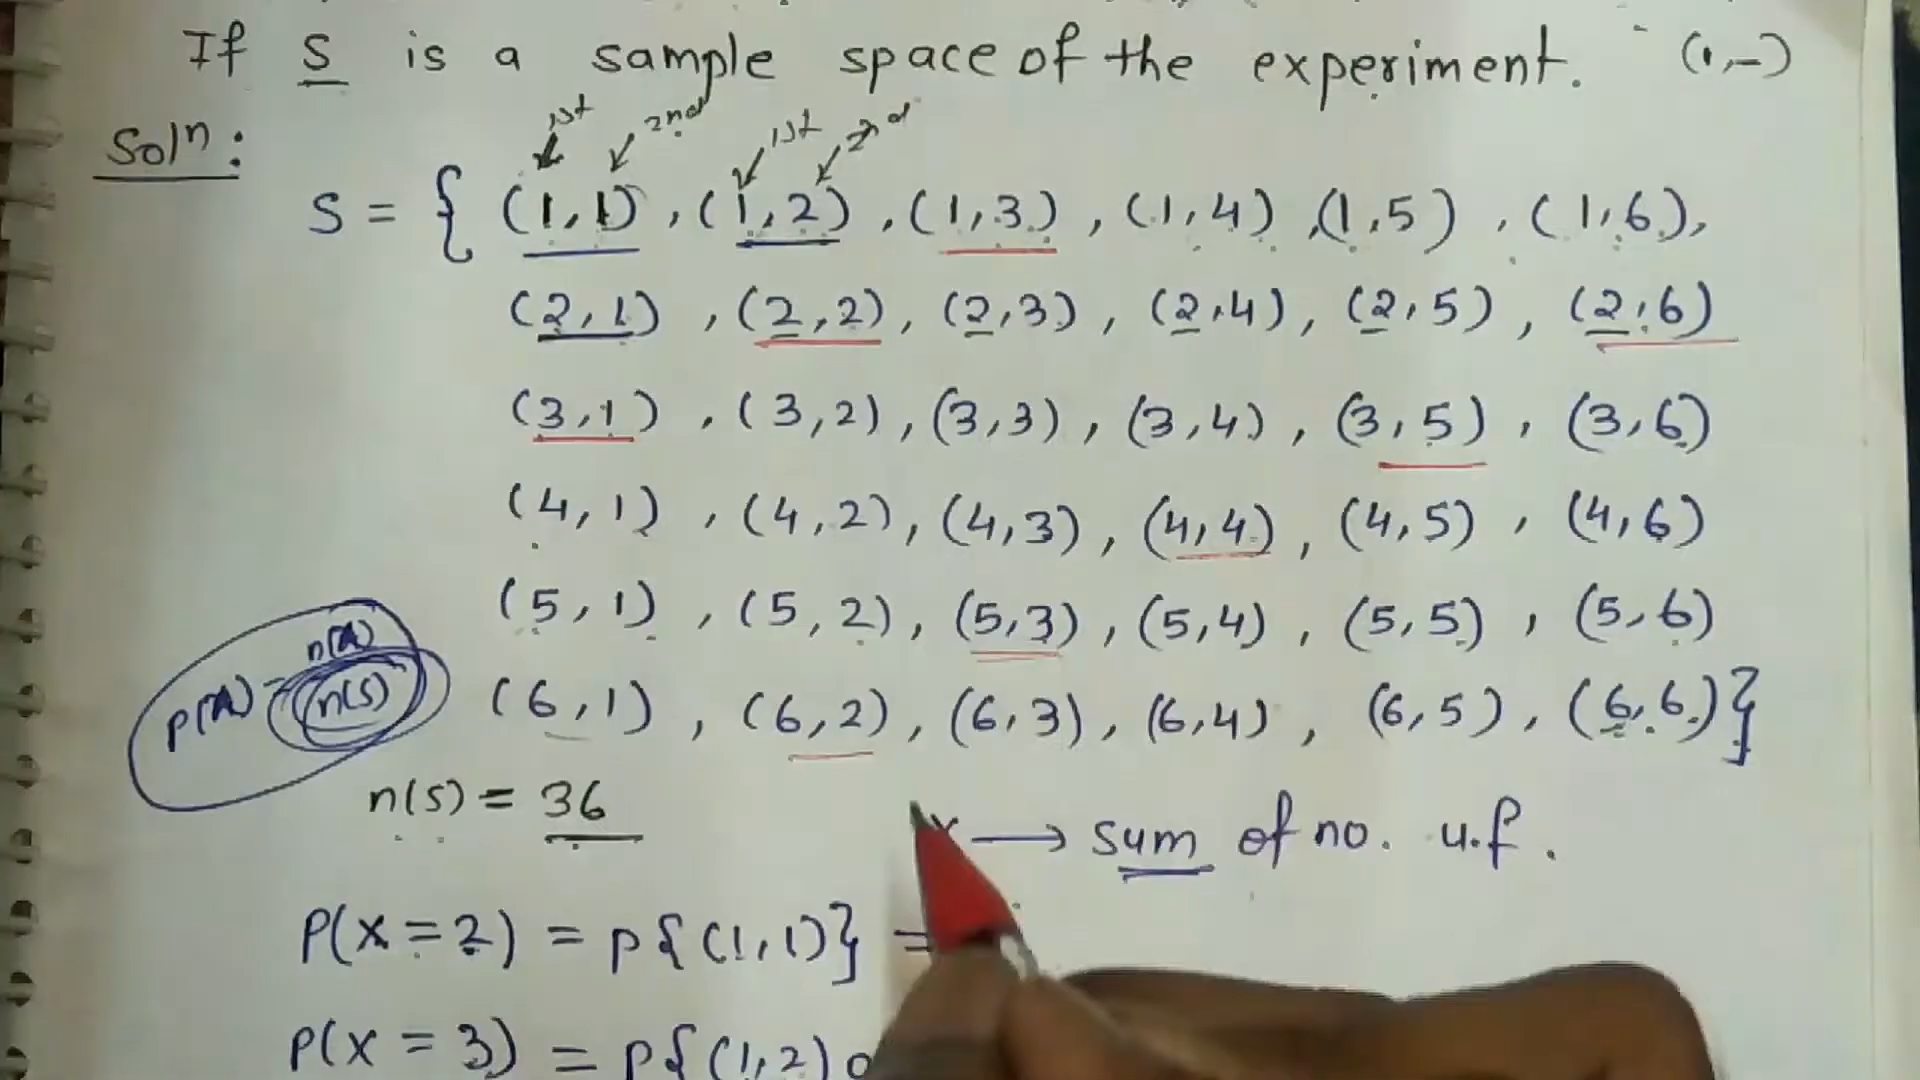 If S is a sample space of the experiment. (1,-)
1st 2nd 1st 2nd
Soln:
S = { (1,1), (1,2), (1,3), (1,4), (1,5), (1,6),
(2,1), (2,2), (2,3), (2,4), (2,5), (2,6)
(3,1), (3,2), (3,3), (3,4), (3,5), (3,6)
(4,1), (4,2), (4,3), (4,4), (4,5), (4,6)
(5,1), (5,2), (5,3), (5,4), (5,5), (5,6)
(6,1), (6,2), (6,3), (6,4), (6,5), (6,6)}
P(A) = n(A)
n(S)
n(S) = 36
x → sum of no. u.f.
P(x=2) = P{(1,1)} =
P(x = 3) = P{(1,2) o